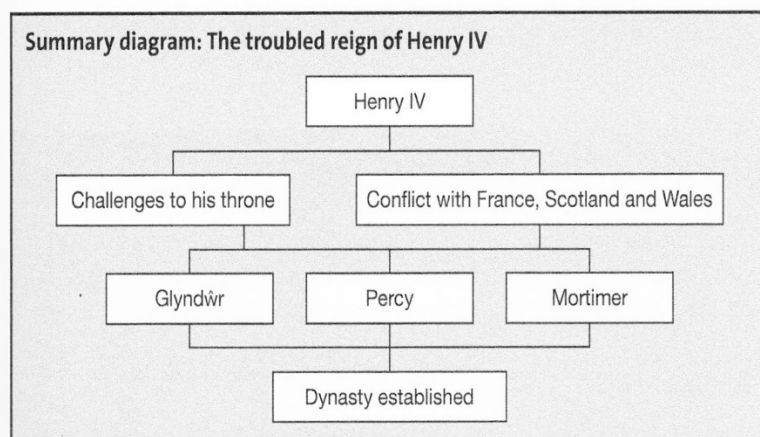 Summary diagram: The troubled reign of Henry IV
Henry IV
Challenges to his throne
Conflict with France, Scotland and Wales
Glyndŵr
Percy
Mortimer
Dynasty established